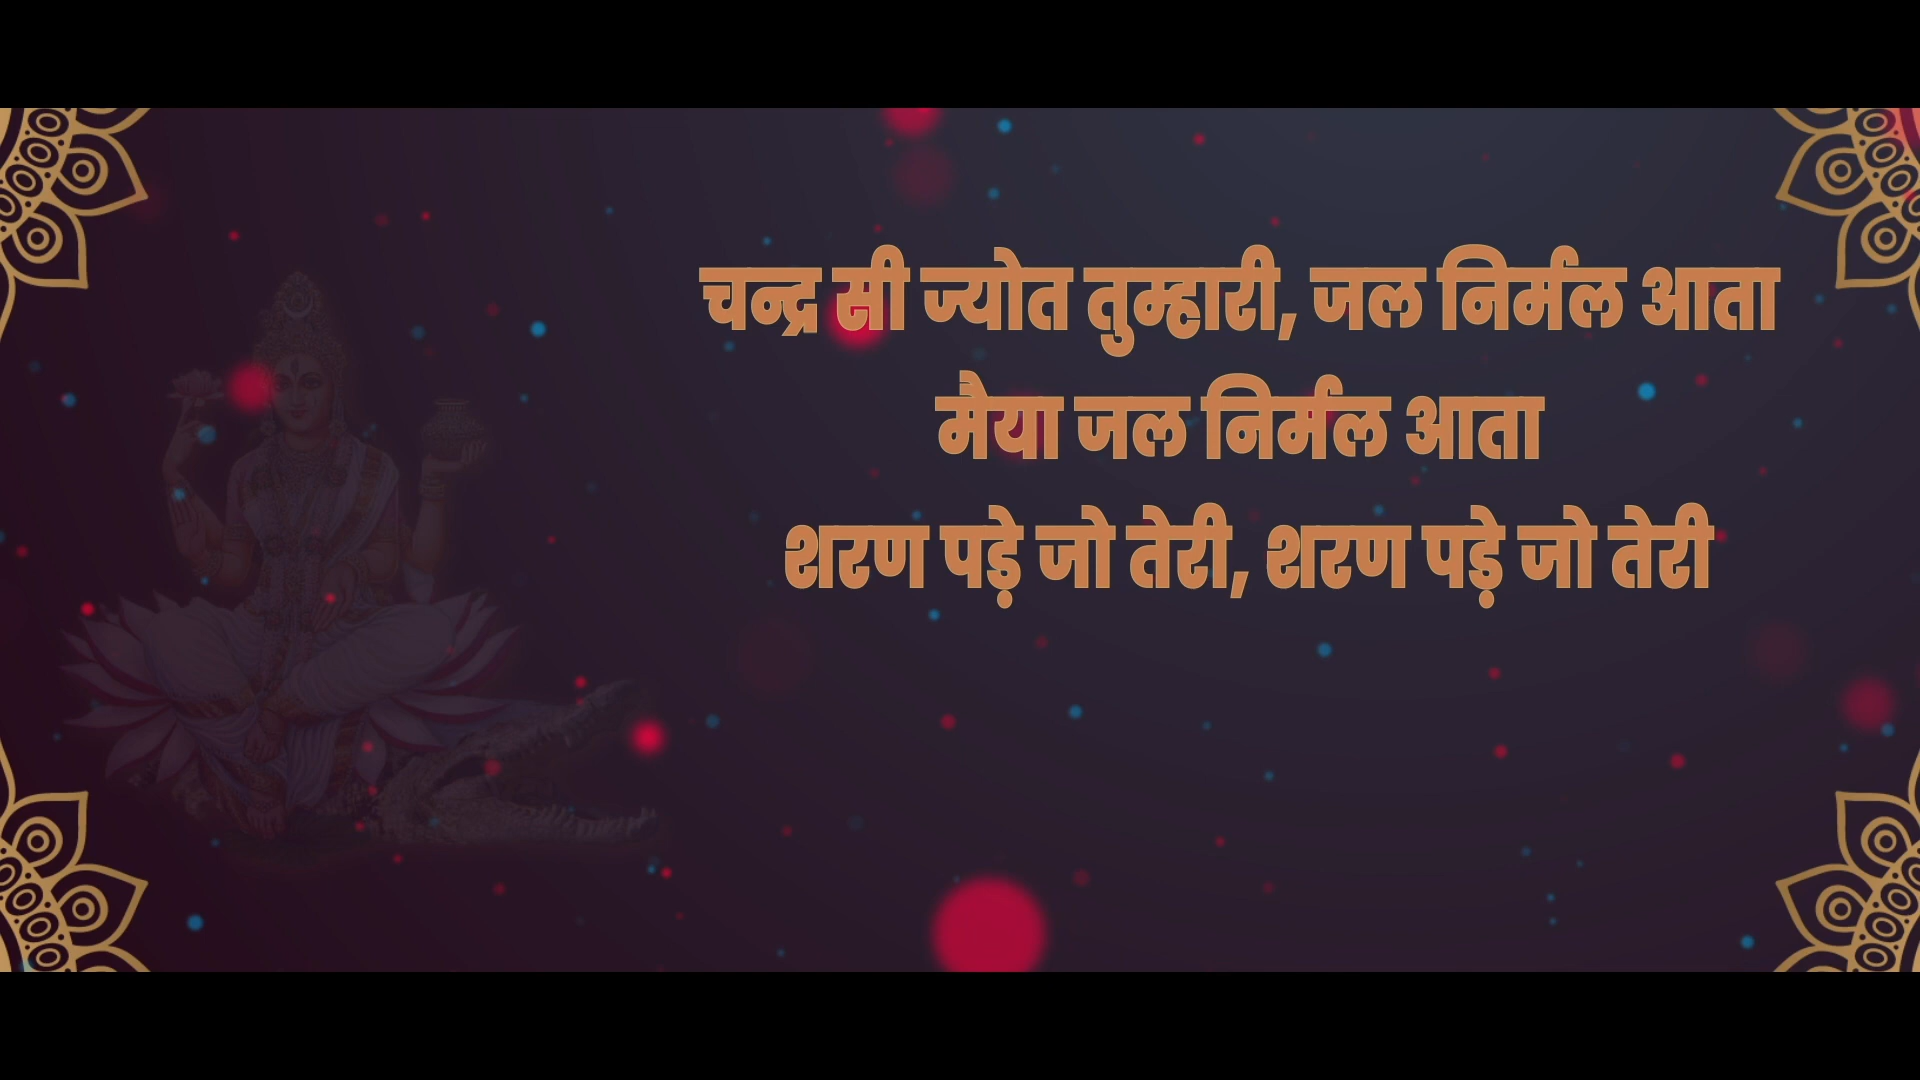 चन्द्र सी ज्योत तुम्हारी, जल निर्मल आता
मैया जल निर्मल आता
शरण पड़े जो तेरी, शरण पड़े जो तेरी